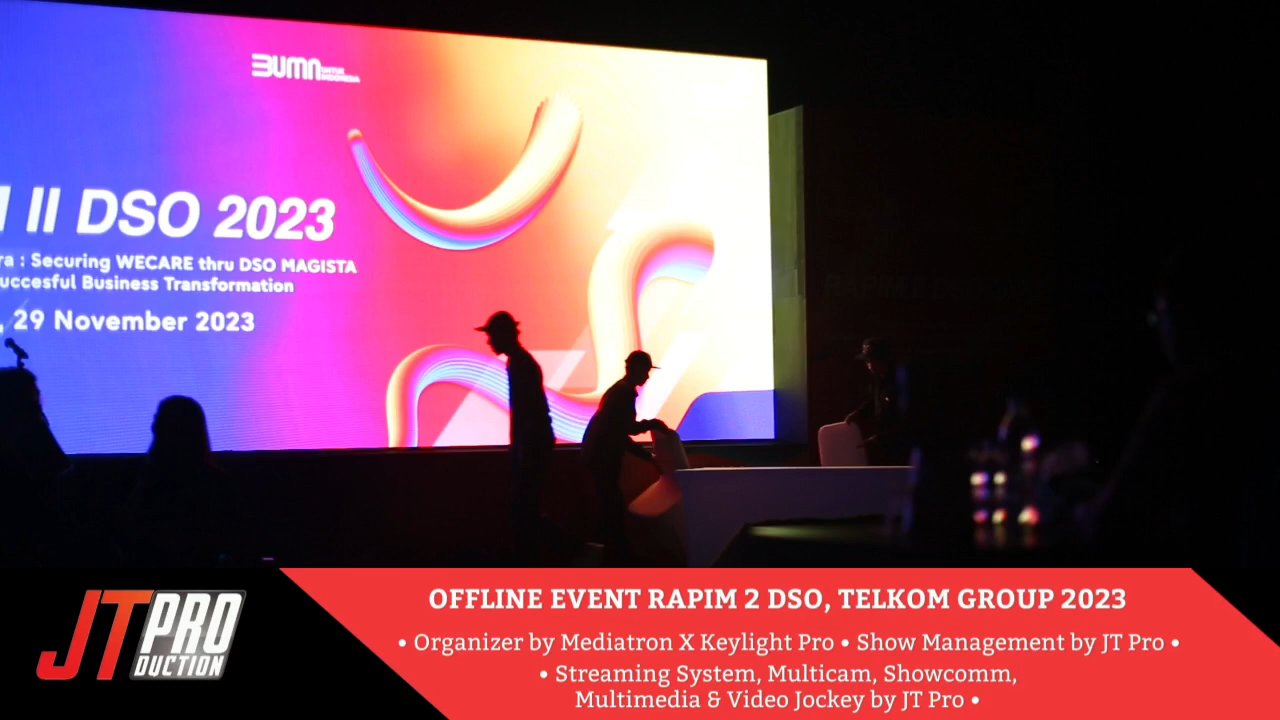 BUMN
UNTUK
INDONESIA
II DSO 2023
ra : Securing WECARE thru DSO MAGISTA
uccesful Business Transformation
, 29 November 2023
JT PRO
DUCTION
OFFLINE EVENT RAPIM 2 DSO, TELKOM GROUP 2023
• Organizer by Mediatron X Keylight Pro • Show Management by JT Pro •
• Streaming System, Multicam, Showcomm,
Multimedia & Video Jockey by JT Pro •